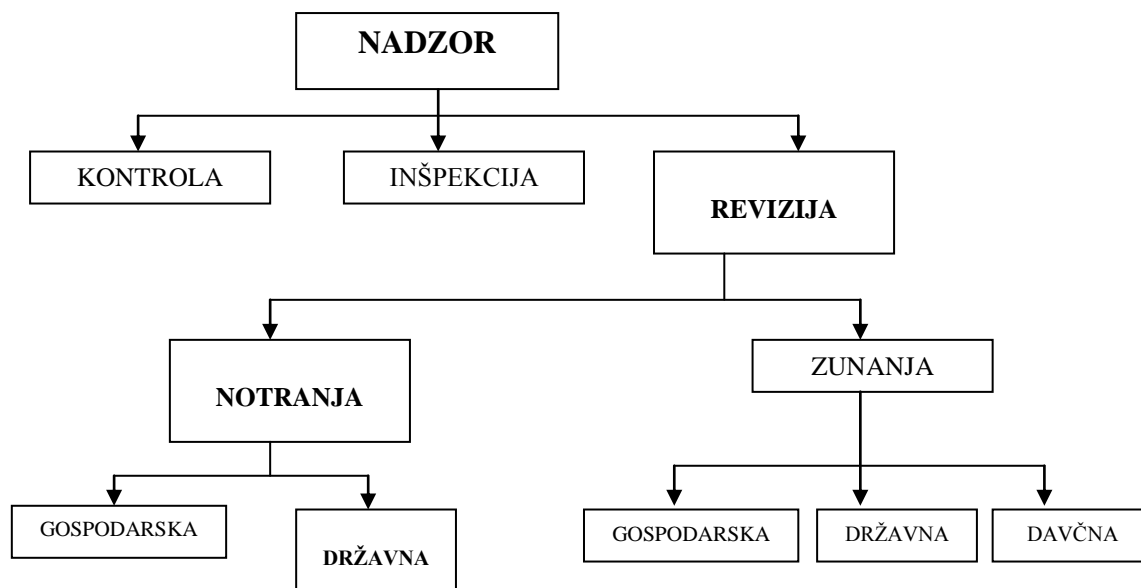 NADZOR
KONTROLA
INŠPEKCIJA
REVIZIJA
NOTRANJA
ZUNANJA
GOSPODARSKA
DRŽAVNA
GOSPODARSKA
DRŽAVNA
DAVČNA